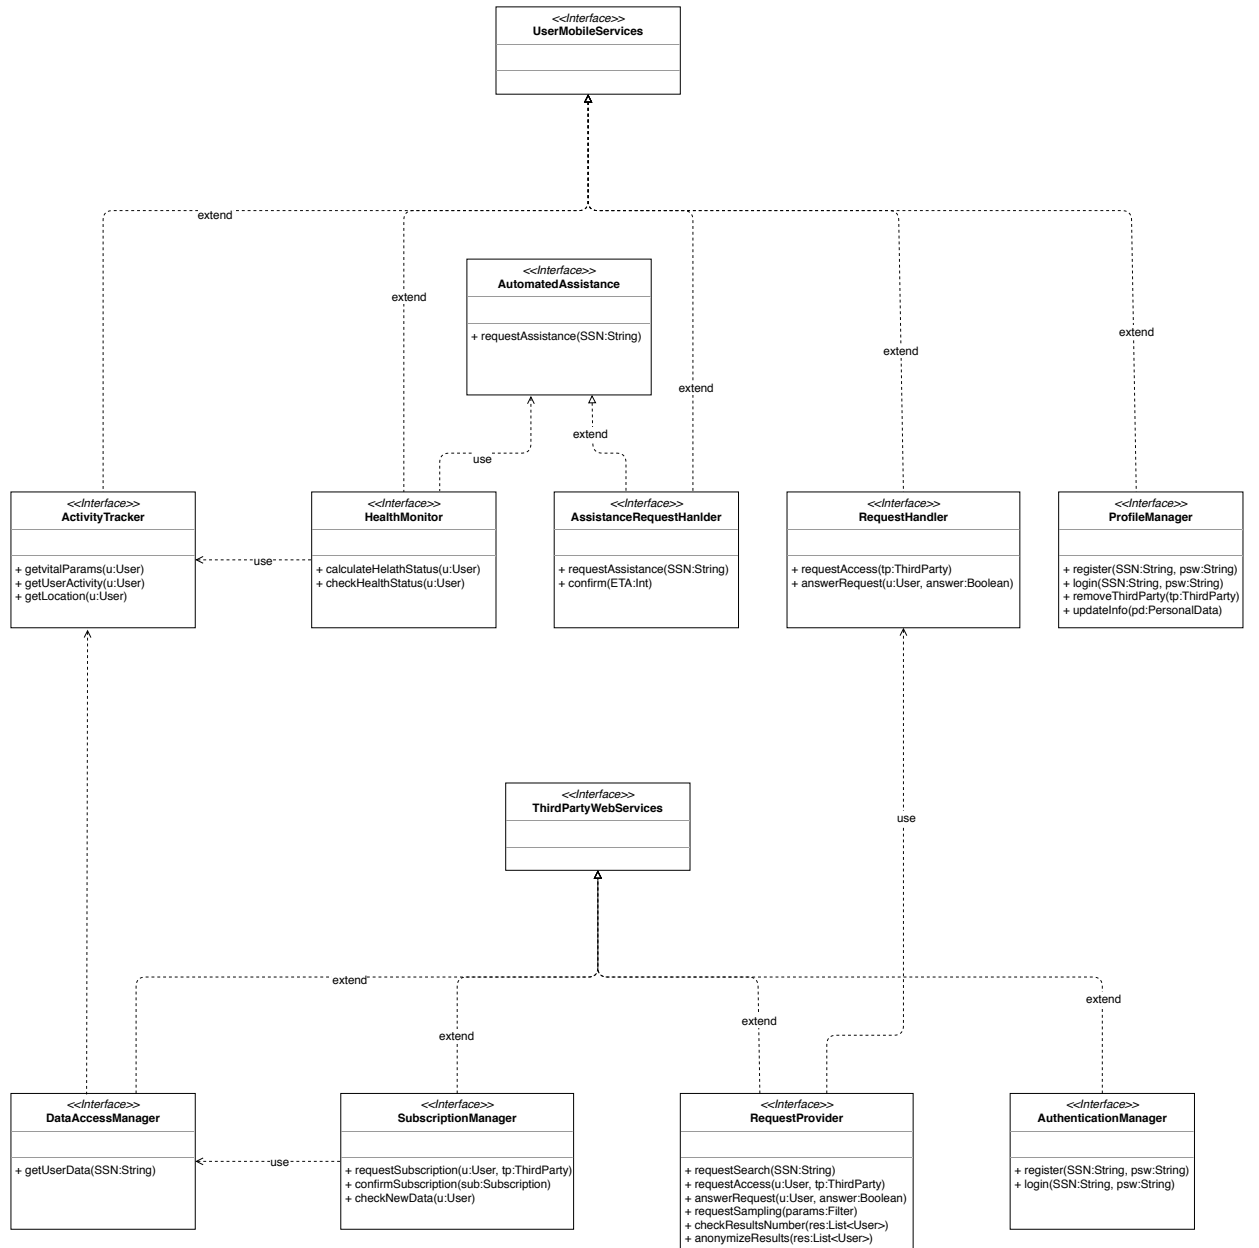 <<Interface>>
UserMobileServices
extend
<<Interface>>
AutomatedAssistance
+ requestAssistance(SSN:String)
extend
extend
extend
extend
extend
use
<<Interface>>
ActivityTracker
+ getvitalParams(u:User)
+ getUserActivity(u:User)
+ getLocation(u:User)
use
<<Interface>>
HealthMonitor
+ calculateHelathStatus(u:User)
+ checkHealthStatus(u:User)
<<Interface>>
AssistanceRequestHanlder
+ requestAssistance(SSN:String)
+ confirm(ETA:Int)
<<Interface>>
RequestHandler
+ requestAccess(tp:ThirdParty)
+ answerRequest(u:User, answer:Boolean)
<<Interface>>
ProfileManager
+ register(SSN:String, psw:String)
+ login(SSN:String, psw:String)
+ removeThirdParty(tp:ThirdParty)
+ updateInfo(pd:PersonalData)
<<Interface>>
ThirdPartyWebServices
use
extend
extend
extend
extend
<<Interface>>
DataAccessManager
+ getUserData(SSN:String)
use
<<Interface>>
SubscriptionManager
+ requestSubscription(u:User, tp:ThirdParty)
+ confirmSubscription(sub:Subscription)
+ checkNewData(u:User)
<<Interface>>
RequestProvider
+ requestSearch(SSN:String)
+ requestAccess(u:User, tp:ThirdParty)
+ answerRequest(u:User, answer:Boolean)
+ requestSampling(params:Filter)
+ checkResultsNumber(res:List<User>)
+ anonymizeResults(res:List<User>)
<<Interface>>
AuthenticationManager
+ register(SSN:String, psw:String)
+ login(SSN:String, psw:String)